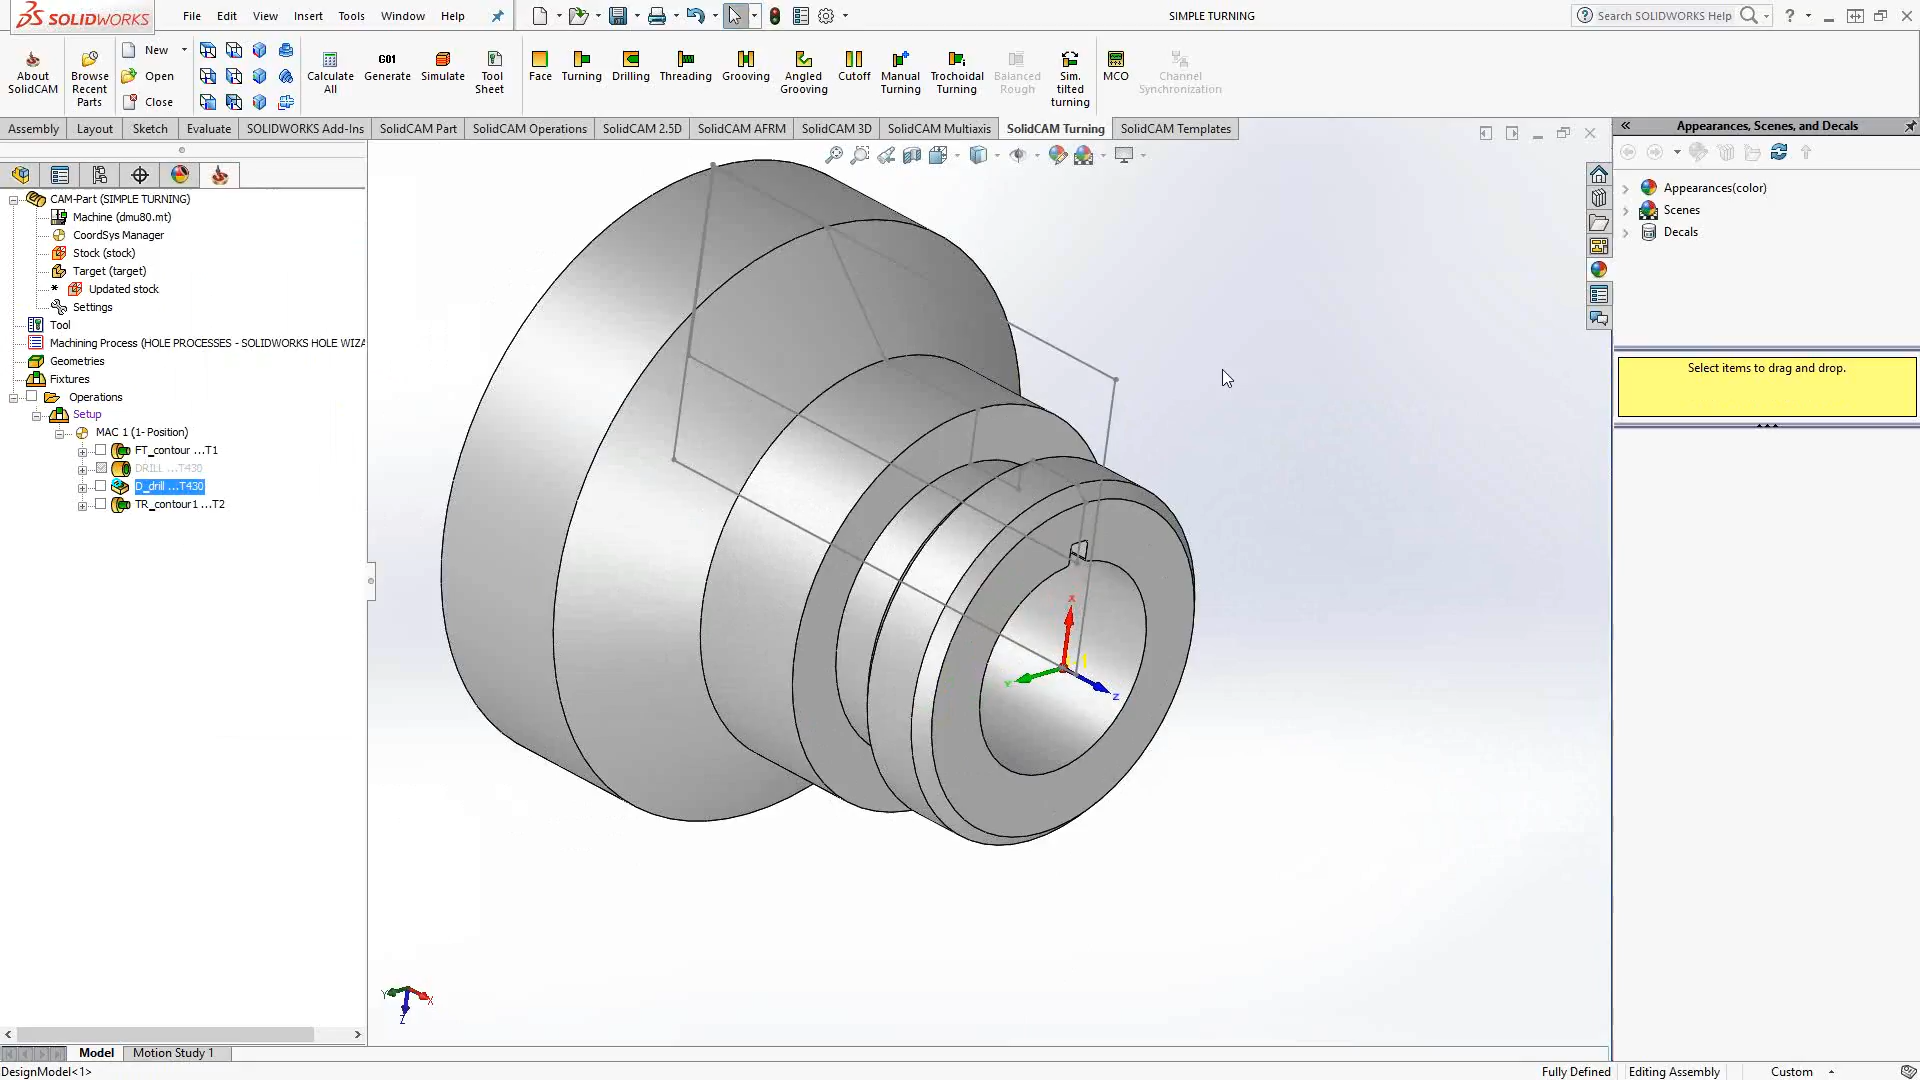 SOLIDWORKS
File Edit View Insert Tools Window Help
SIMPLE TURNING
Search SOLIDWORKS Help
About SolidCAM
Browse Recent Parts
New
Open
Close
Calculate All
G01
Generate
Simulate
Tool Sheet
Face
Turning
Drilling
Threading
Grooving
Angled Grooving
Cutoff
Manual Turning
Trochoidal Turning
Balanced Rough
Sim. tilted turning
MCO
Channel Synchronization
Assembly Layout Sketch Evaluate SOLIDWORKS Add-Ins SolidCAM Part SolidCAM Operations SolidCAM 2.5D SolidCAM AFRM SolidCAM 3D SolidCAM Multiaxis SolidCAM Turning SolidCAM Templates
CAM-Part (SIMPLE TURNING)
Machine (dmu80.mt)
CoordSys Manager
Stock (stock)
Target (target)
* Updated stock
Settings
Tool
Machining Process (HOLE PROCESSES - SOLIDWORKS HOLE WIZA
Geometries
Fixtures
Operations
Setup
MAC 1 (1- Position)
FT_contour ...T1
DRILL ...T430
D_drill ...T430
TR_contour1 ...T2
X
Y
Z
Y
X
Z
Appearances, Scenes, and Decals
Appearances(color)
Scenes
Decals
Select items to drag and drop.
Model Motion Study 1
DesignModel<1>
Fully Defined Editing Assembly Custom